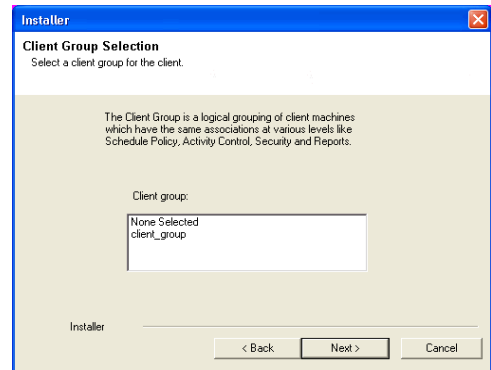 Installer
Client Group Selection
Select a client group for the client.
The Client Group is a logical grouping of client machines
which have the same associations at various levels like
Schedule Policy, Activity Control, Security and Reports.
Client group:
None Selected
client_group
Installer
< Back
Next >
Cancel